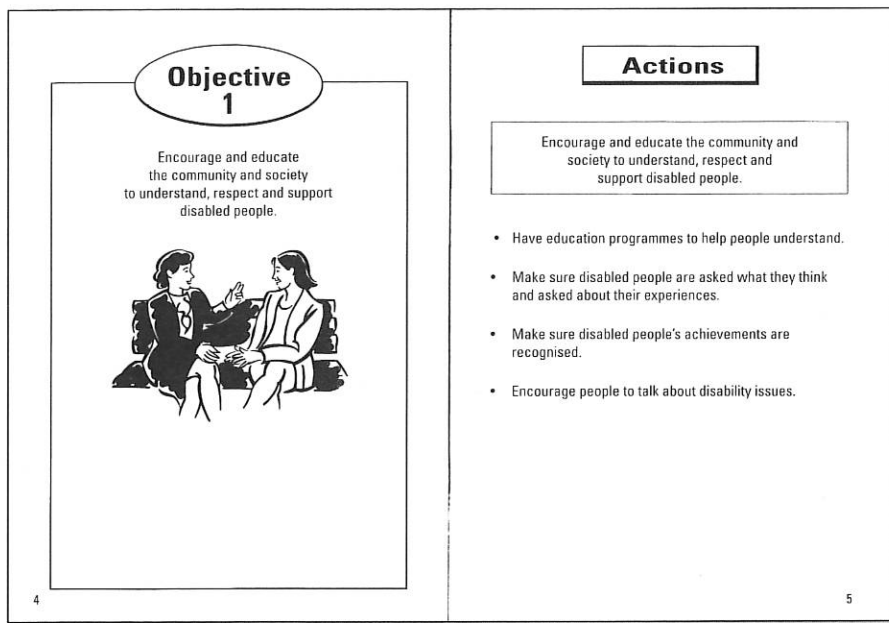 Objective
1
Encourage and educate
the community and society
to understand, respect and support
disabled people.
4
Actions
Encourage and educate the community and
society to understand, respect and
support disabled people.
• Have education programmes to help people understand.
• Make sure disabled people are asked what they think
and asked about their experiences.
• Make sure disabled people's achievements are
recognised.
• Encourage people to talk about disability issues.
5